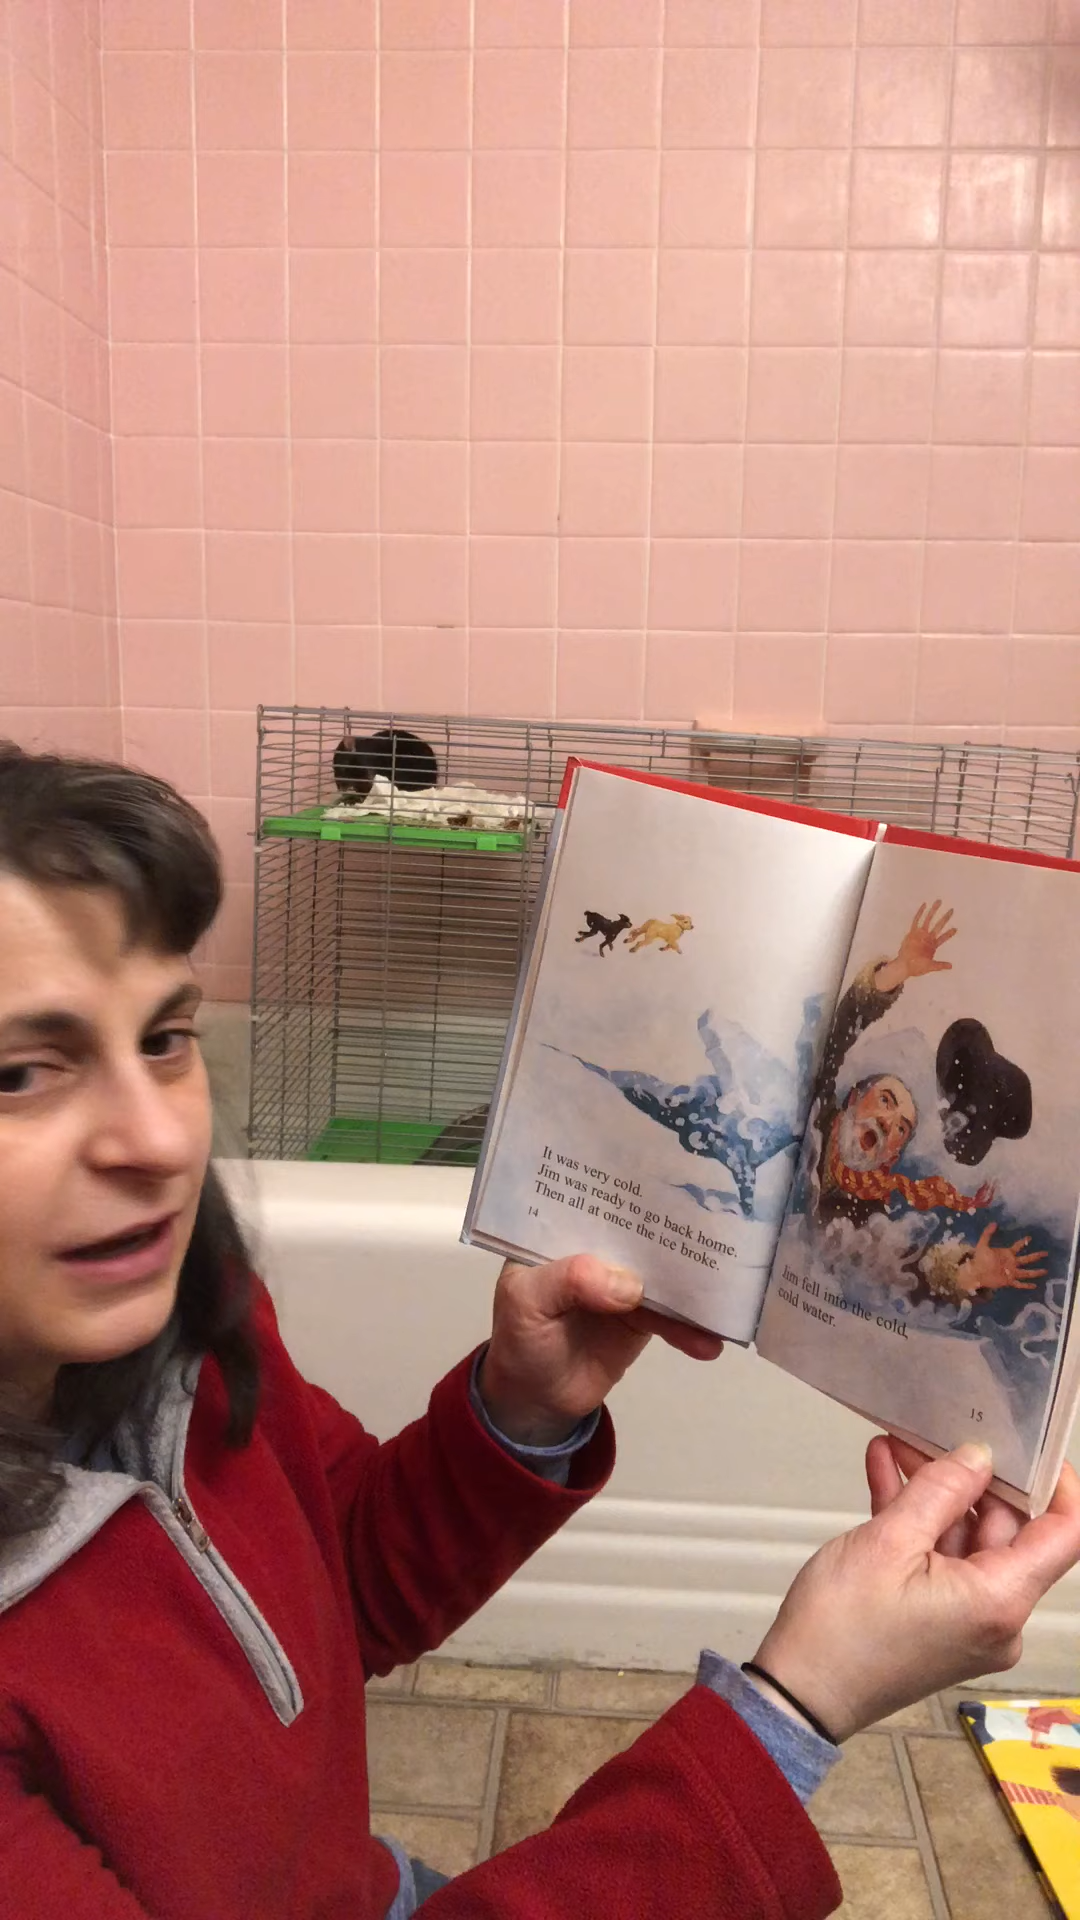 It was very cold.
Jim was ready to go back home.
Then all at once the ice broke.
14
Jim fell into the cold,
cold water.
15